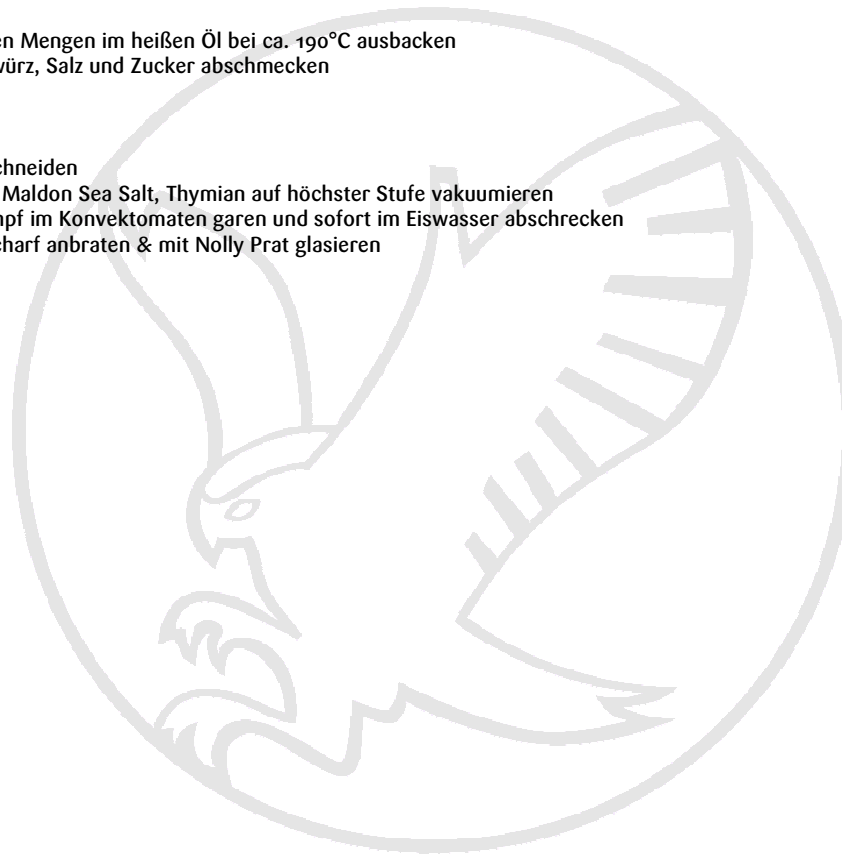 en Mengen im heißen Öl bei ca. 190°C ausbacken
würz, Salz und Zucker abschmecken
chneiden
Maldon Sea Salt, Thymian auf höchster Stufe vakuumieren
mpf im Konvektomaten garen und sofort im Eiswasser abschrecken
charf anbraten & mit Nolly Prat glasieren